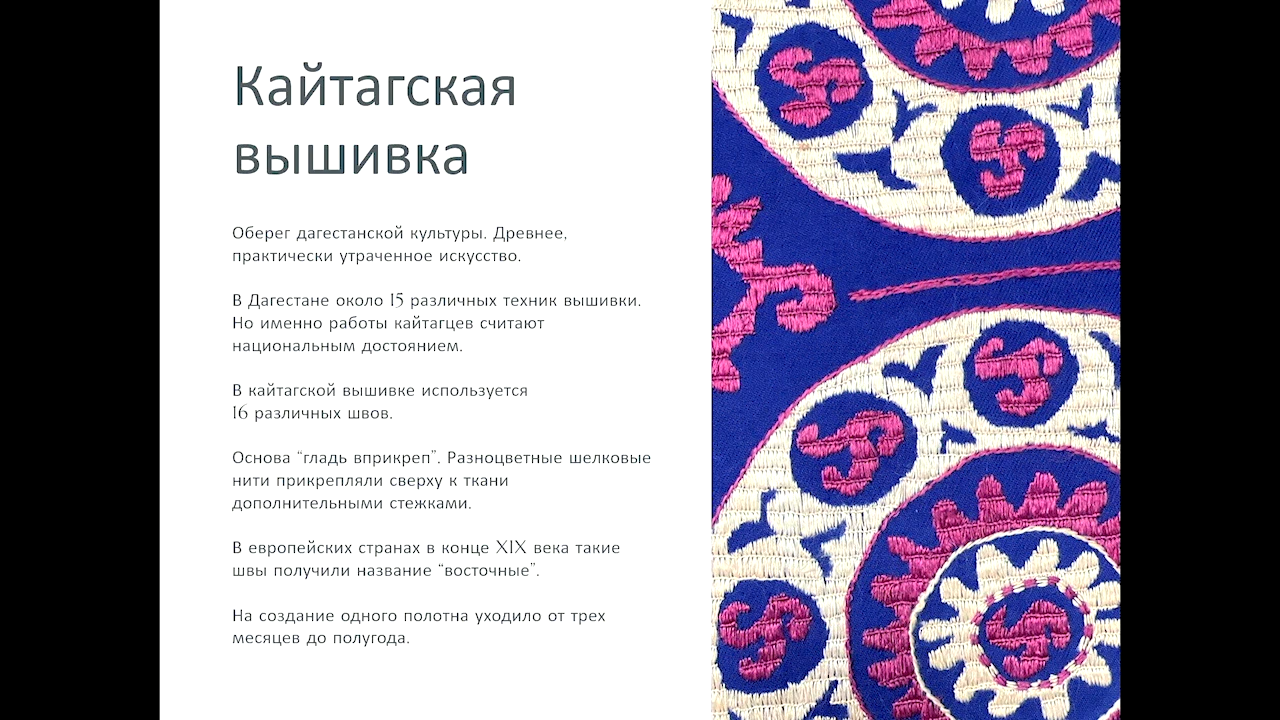 Кайтагская
вышивка
Оберег дагестанской культуры. Древнее,
практически утраченное искусство.
В Дагестане около 15 различных техник вышивки.
Но именно работы кайтагцев считают
национальным достоянием.
В кайтагской вышивке используется
16 различных швов.
Основа “гладь вприкреп”. Разноцветные шелковые
нити прикрепляли сверху к ткани
дополнительными стежками.
В европейских странах в конце XIX века такие
швы получили название “восточные”.
На создание одного полотна уходило от трех
месяцев до полугода.